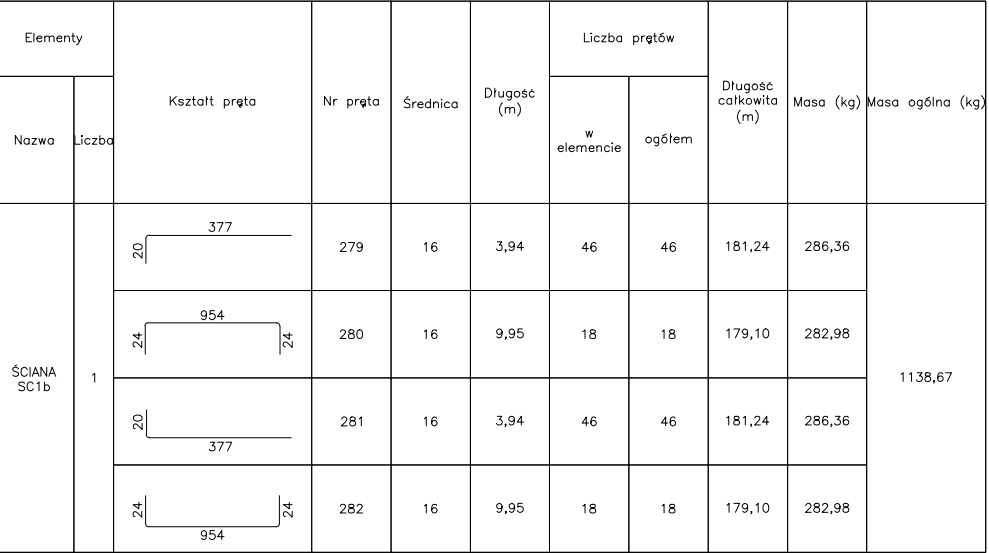 Elementy
Liczba prętów
Nazwa
Liczba
Kształt pręta
Nr pręta
Średnica
Długość
(m)
w
elemencie
ogółem
Długość
całkowita
(m)
Masa (kg)
Masa ogólna (kg)
ŚCIANA
SC1b
1
377
20
279 16 3,94 46 46 181,24 286,36
954
24 24
280 16 9,95 18 18 179,10 282,98
1138,67
20
377
281 16 3,94 46 46 181,24 286,36
24 24
954
282 16 9,95 18 18 179,10 282,98